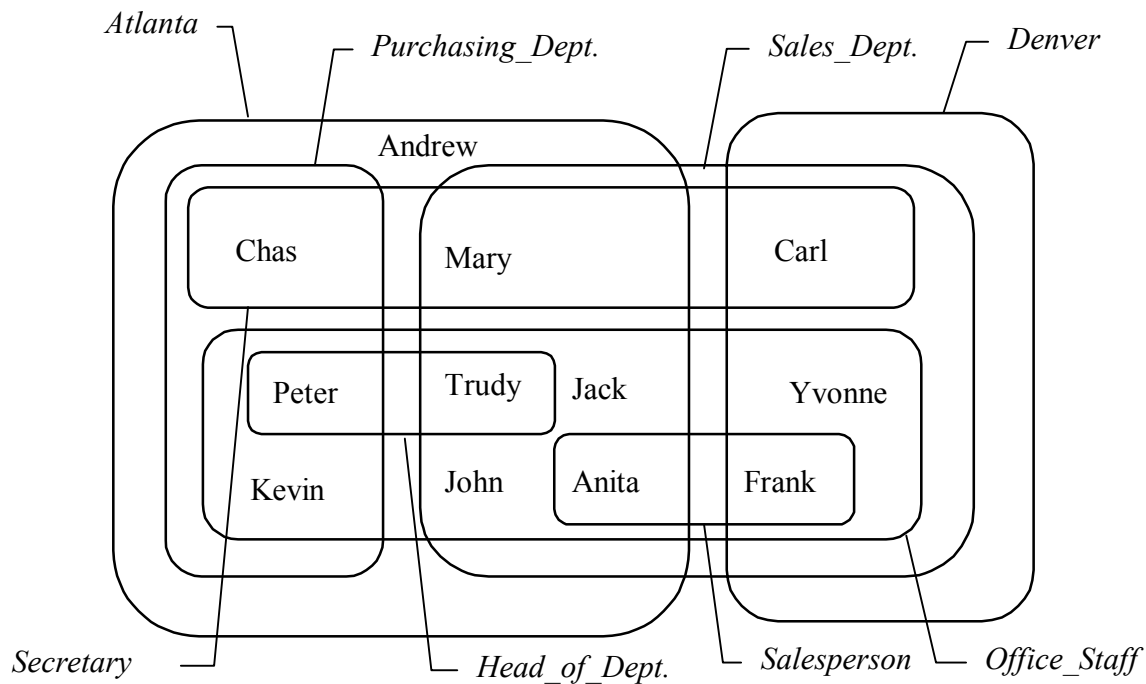 Atlanta
Purchasing_Dept.
Sales_Dept.
Denver
Andrew
Chas
Mary
Carl
Peter
Trudy
Jack
Yvonne
Kevin
John
Anita
Frank
Secretary
Head_of_Dept.
Salesperson
Office_Staff